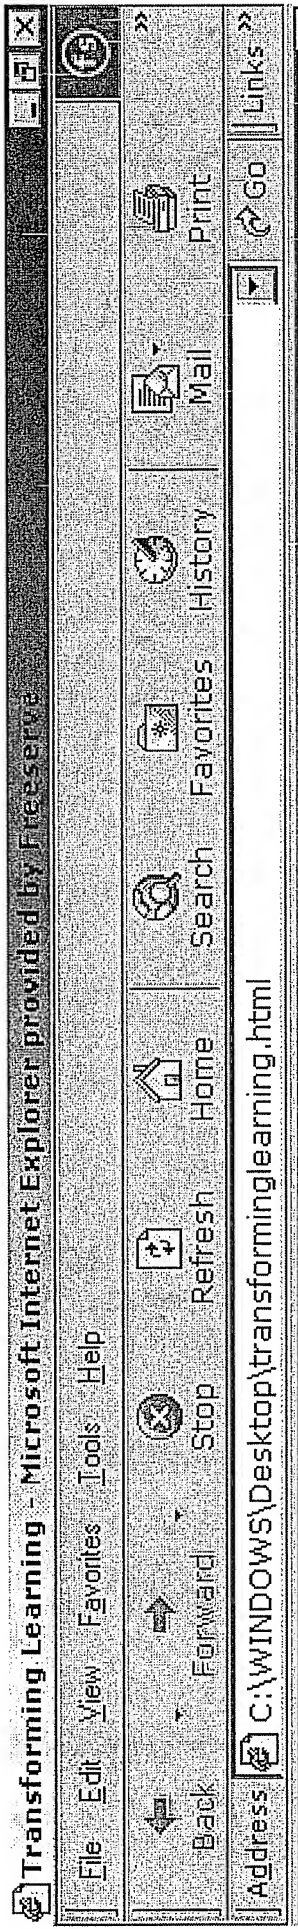 Transforming Learning - Microsoft Internet Explorer provided by Freeserve
File Edit View Favorites Tools Help
Back Forward Stop Refresh Home Search Favorites History Mail Print »
Address C:\WINDOWS\Desktop\transforminglearning.html Go Links »